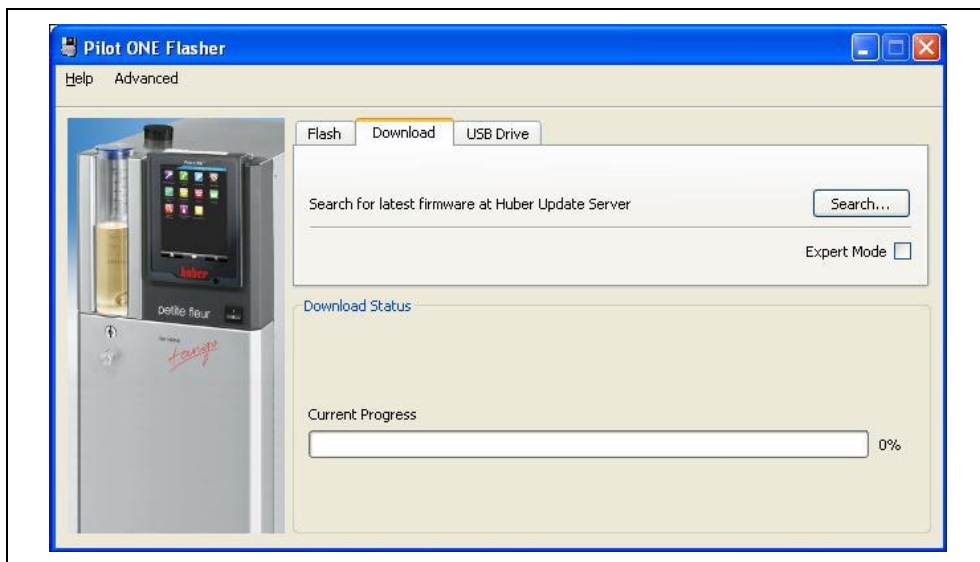 Pilot ONE Flasher
Help Advanced
Flash Download USB Drive
Search for latest firmware at Huber Update Server Search...
Expert Mode
huber
petite fleur
tango
Download Status
Current Progress
0%